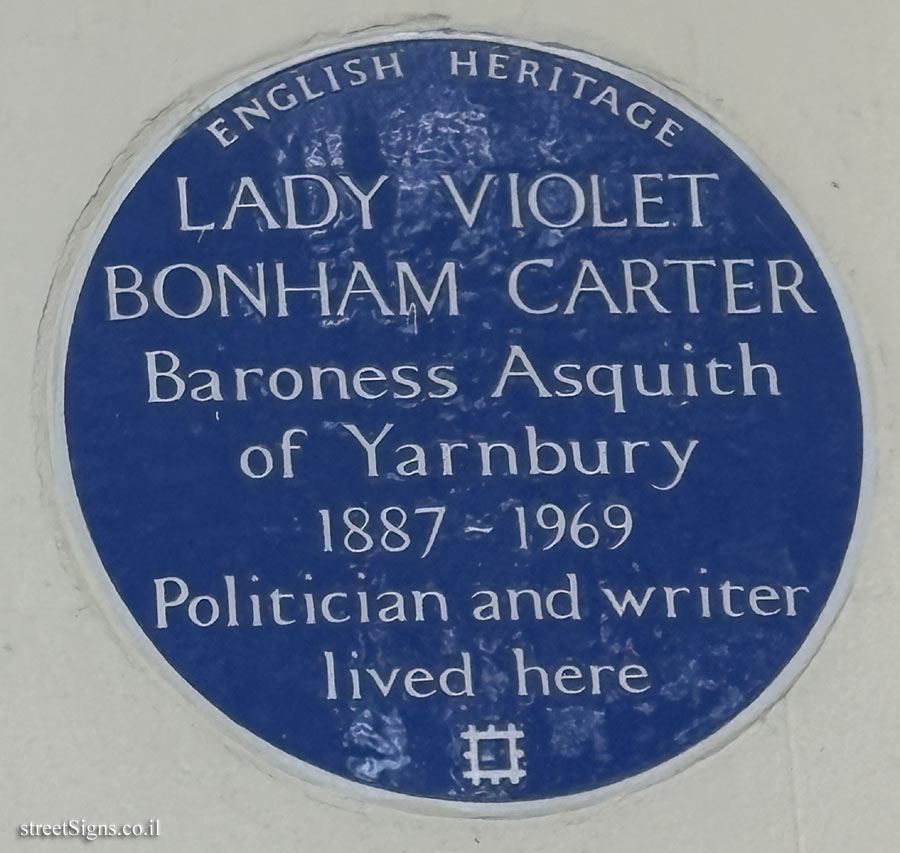 ENGLISH HERITAGE
LADY VIOLET
BONHAM CARTER
Baroness Asquith
of Yarnbury
1887 ~ 1969
Politician and writer
lived here
streetSigns.co.il